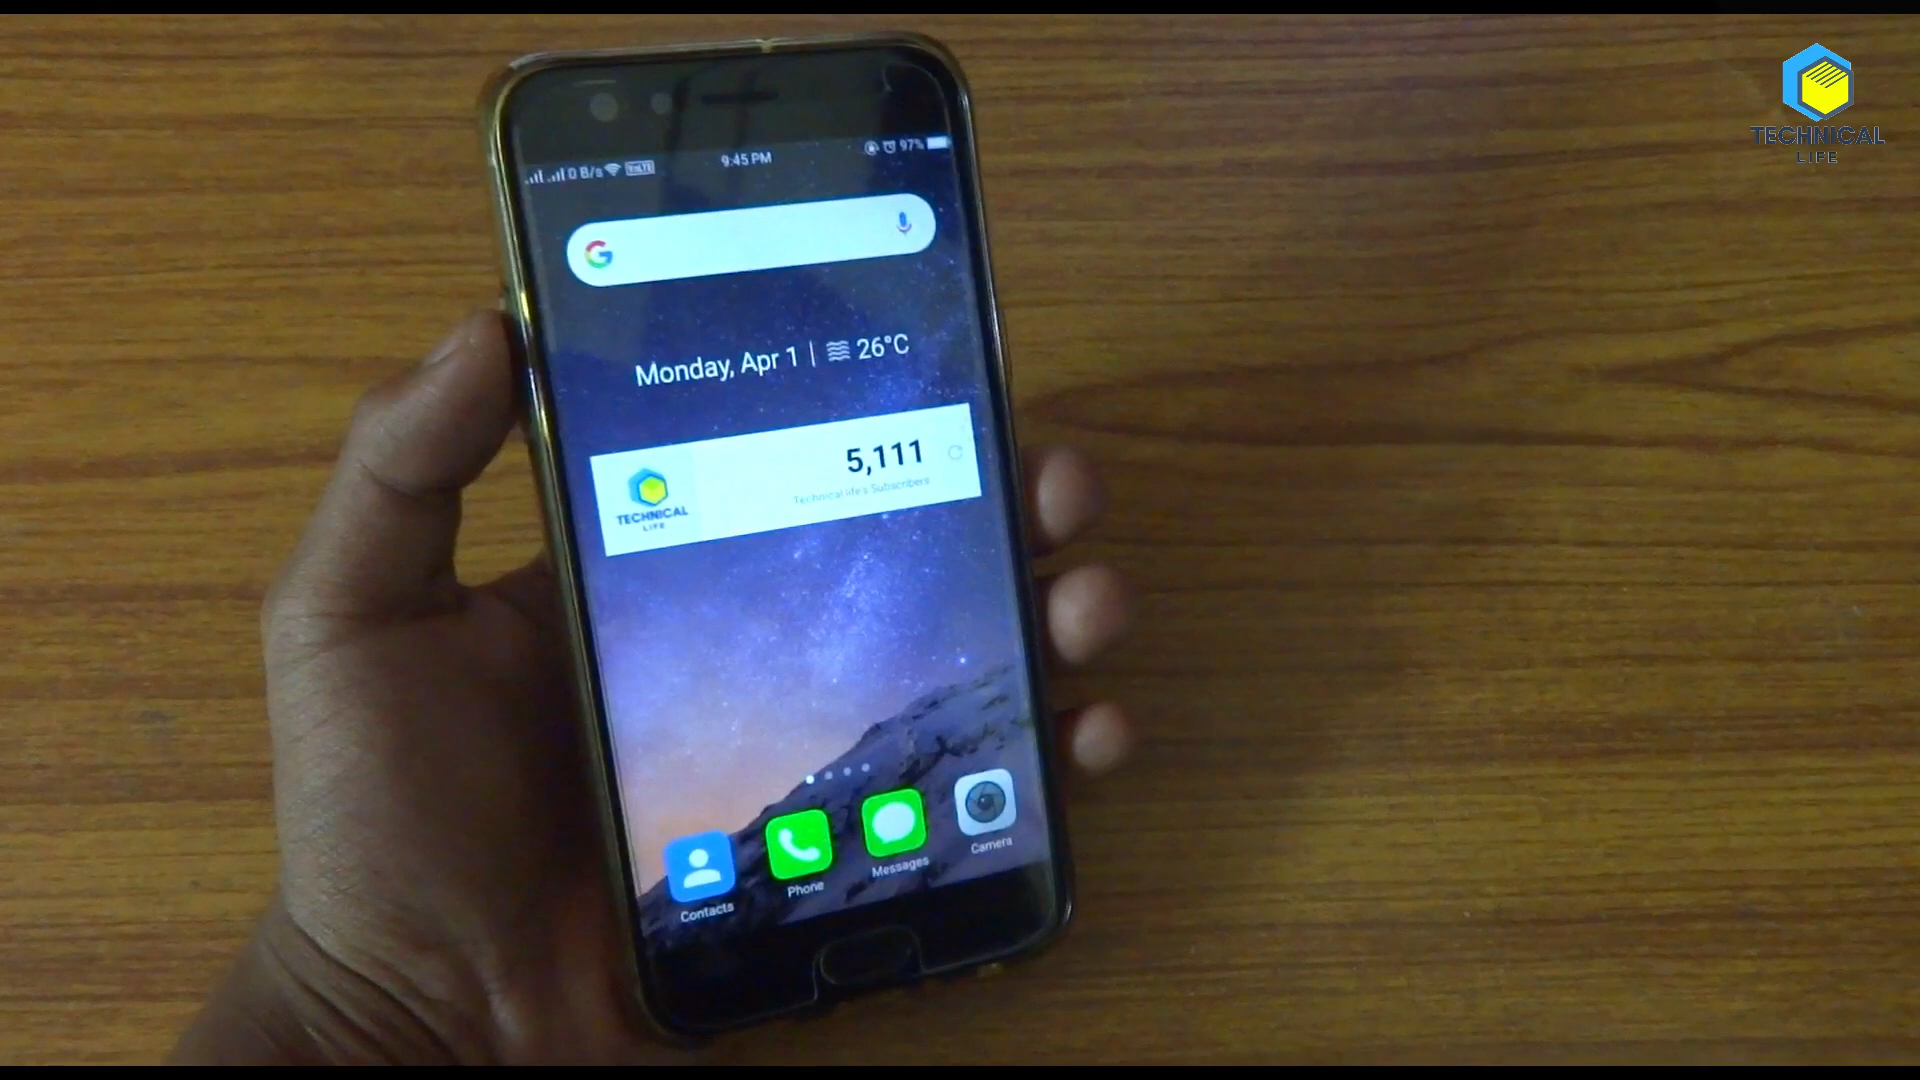 TECHNICAL
LIFE
0 B/s VoLTE 9:45 PM 97%
G
Monday, Apr 1 | 26°C
5,111
Technical life's Subscribers
TECHNICAL
LIFE
Contacts
Phone
Messages
Camera